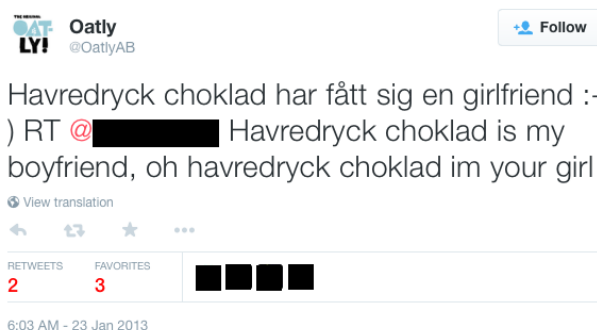 THE ORIGINAL
OAT-
LY!
Oatly
@OatlyAB
Follow
Havredryck choklad har fått sig en girlfriend :-
) RT @
Havredryck choklad is my
boyfriend, oh havredryck choklad im your girl
View translation
RETWEETS
FAVORITES
2
3
6:03 AM - 23 Jan 2013